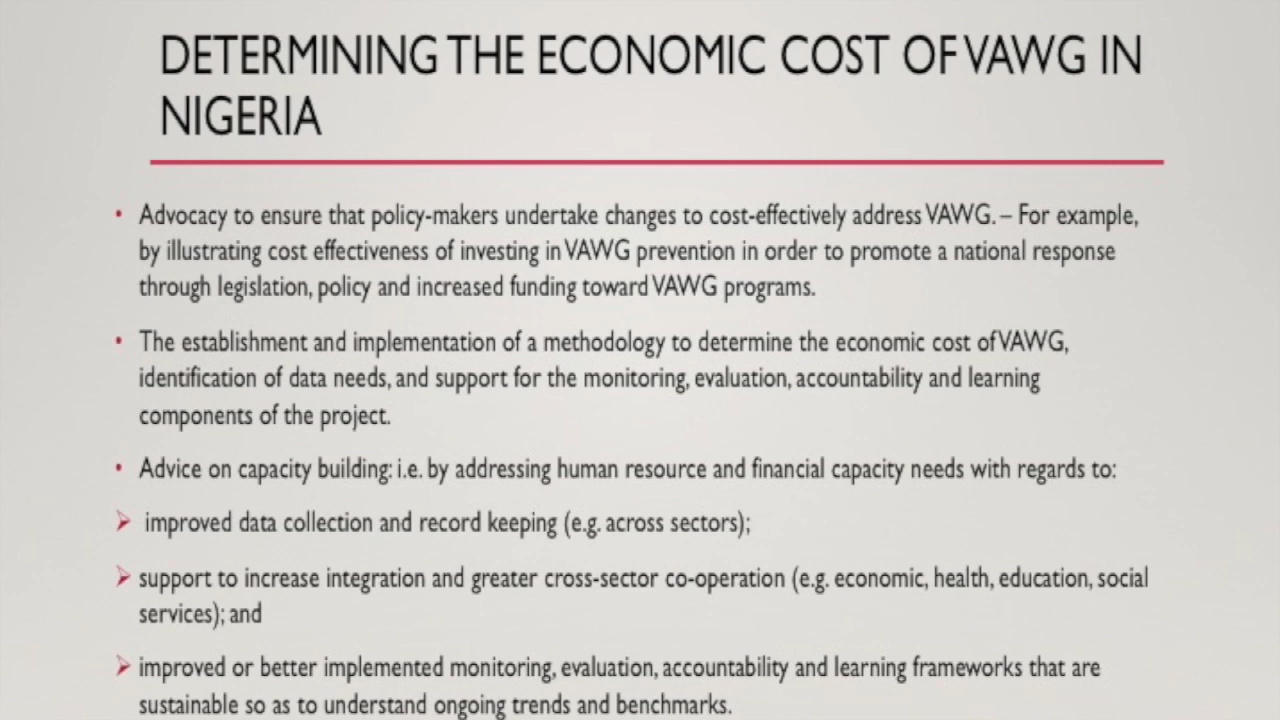 DETERMINING THE ECONOMIC COST OF VAWG IN
NIGERIA
• Advocacy to ensure that policy-makers undertake changes to cost-effectively address VAWG. – For example,
by illustrating cost effectiveness of investing in VAWG prevention in order to promote a national response
through legislation, policy and increased funding toward VAWG programs.
• The establishment and implementation of a methodology to determine the economic cost of VAWG,
identification of data needs, and support for the monitoring, evaluation, accountability and learning
components of the project.
• Advice on capacity building: i.e. by addressing human resource and financial capacity needs with regards to:
➢ improved data collection and record keeping (e.g. across sectors);
➢ support to increase integration and greater cross-sector co-operation (e.g. economic, health, education, social
services); and
➢ improved or better implemented monitoring, evaluation, accountability and learning frameworks that are
sustainable so as to understand ongoing trends and benchmarks.